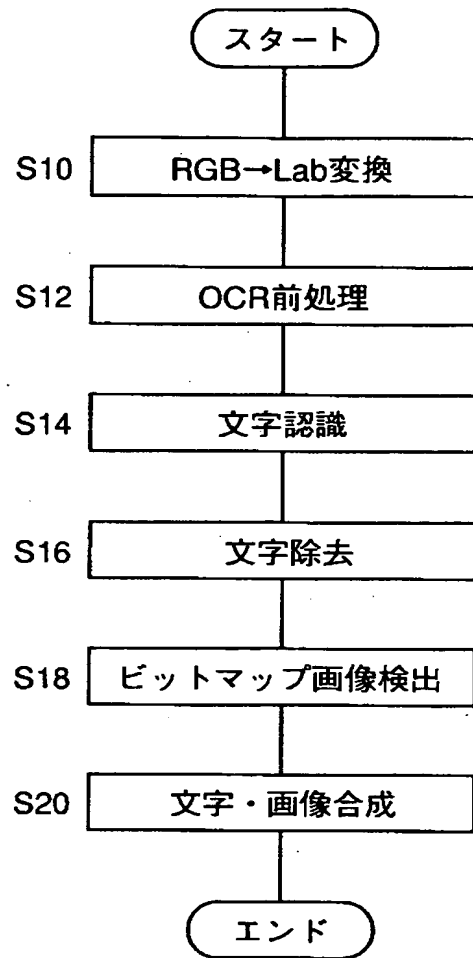 スタート
S10 RGB→Lab変換
S12 OCR前処理
S14 文字認識
S16 文字除去
S18 ビットマップ画像検出
S20 文字・画像合成
エンド